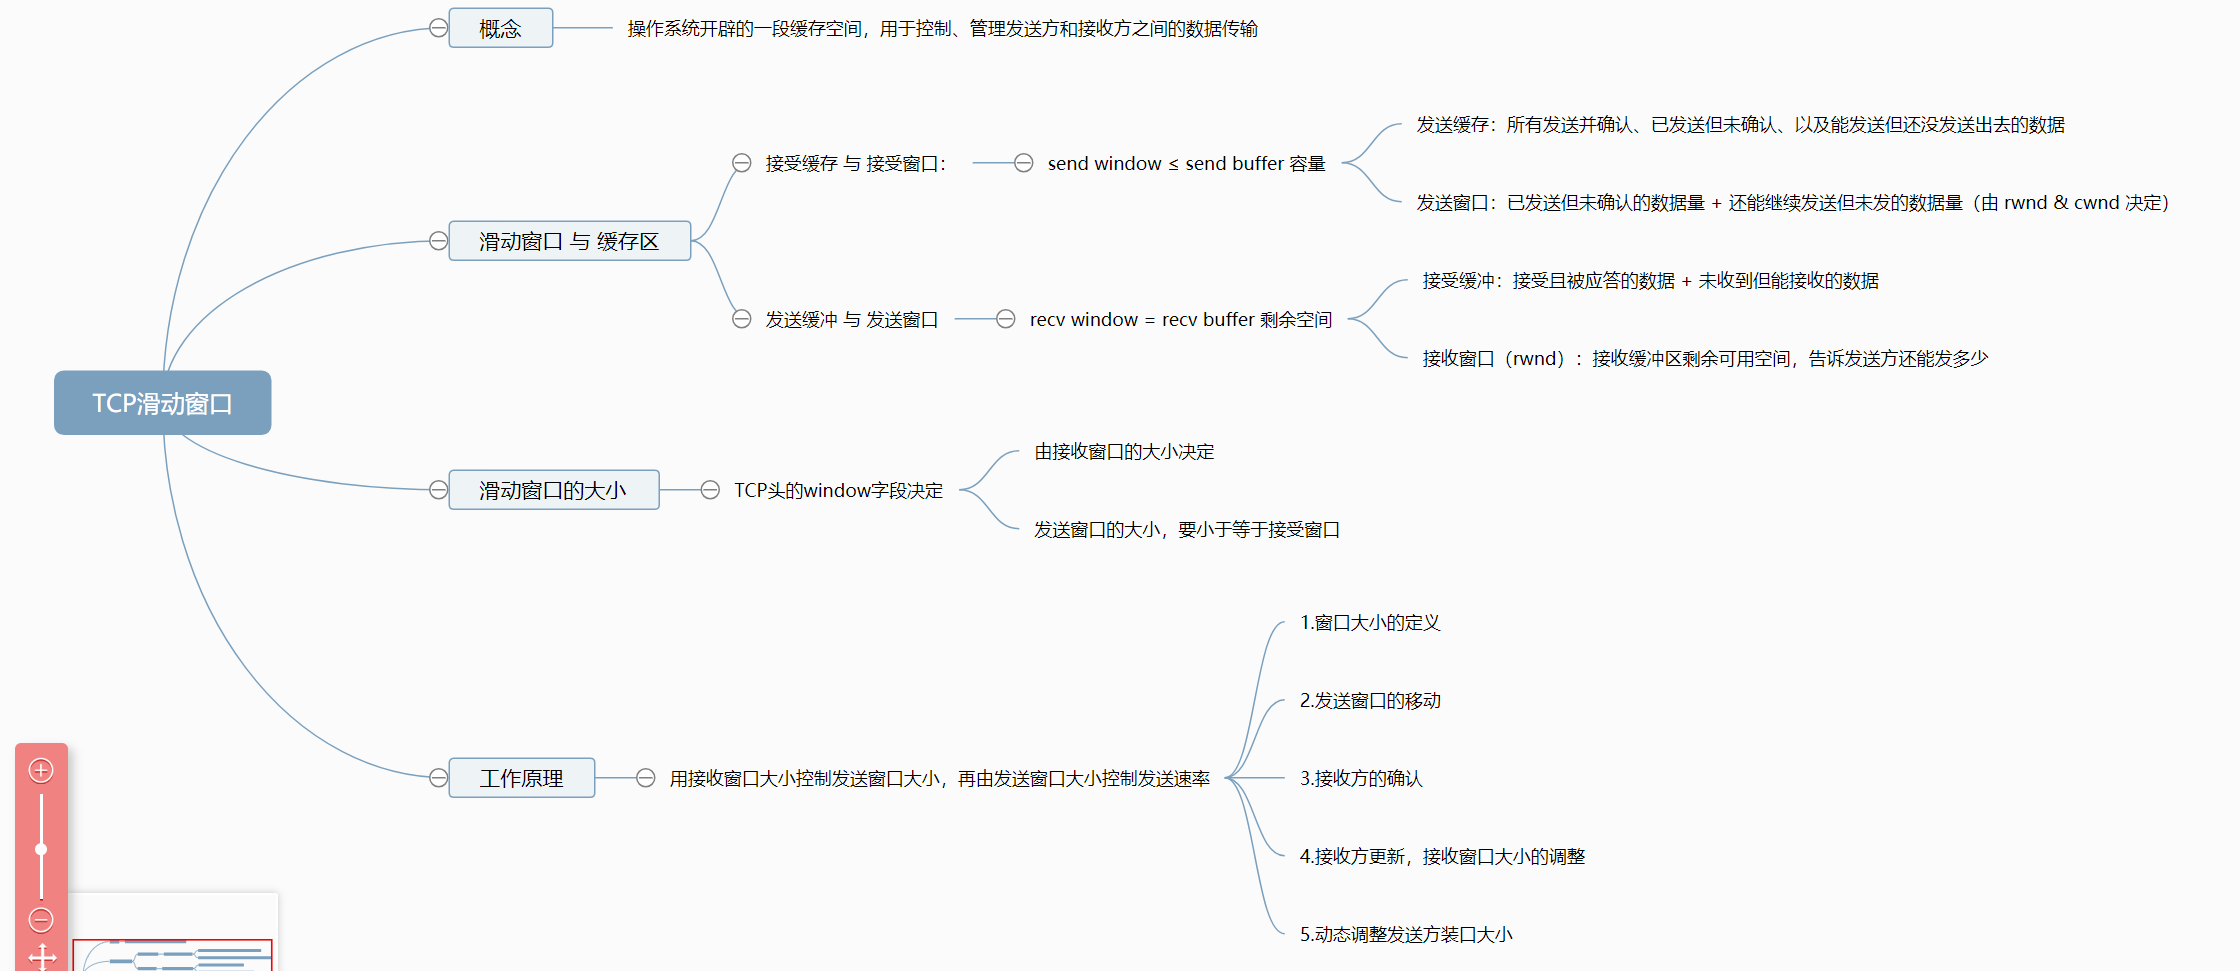 TCP滑动窗口
概念
操作系统开辟的一段缓存空间，用于控制、管理发送方和接收方之间的数据传输
滑动窗口 与 缓存区
接受缓存 与 接受窗口：
send window ≤ send buffer 容量
发送缓存：所有发送并确认、已发送但未确认、以及能发送但还没发送出去的数据
发送窗口：已发送但未确认的数据量 + 还能继续发送但未发的数据量（由 rwnd & cwnd 决定）
发送缓冲 与 发送窗口
recv window = recv buffer 剩余空间
接受缓冲：接受且被应答的数据 + 未收到但能接收的数据
接收窗口（rwnd）：接收缓冲区剩余可用空间，告诉发送方还能发多少
滑动窗口的大小
TCP头的window字段决定
由接收窗口的大小决定
发送窗口的大小，要小于等于接受窗口
工作原理
用接收窗口大小控制发送窗口大小，再由发送窗口大小控制发送速率
1.窗口大小的定义
2.发送窗口的移动
3.接收方的确认
4.接收方更新，接收窗口大小的调整
5.动态调整发送方装口大小